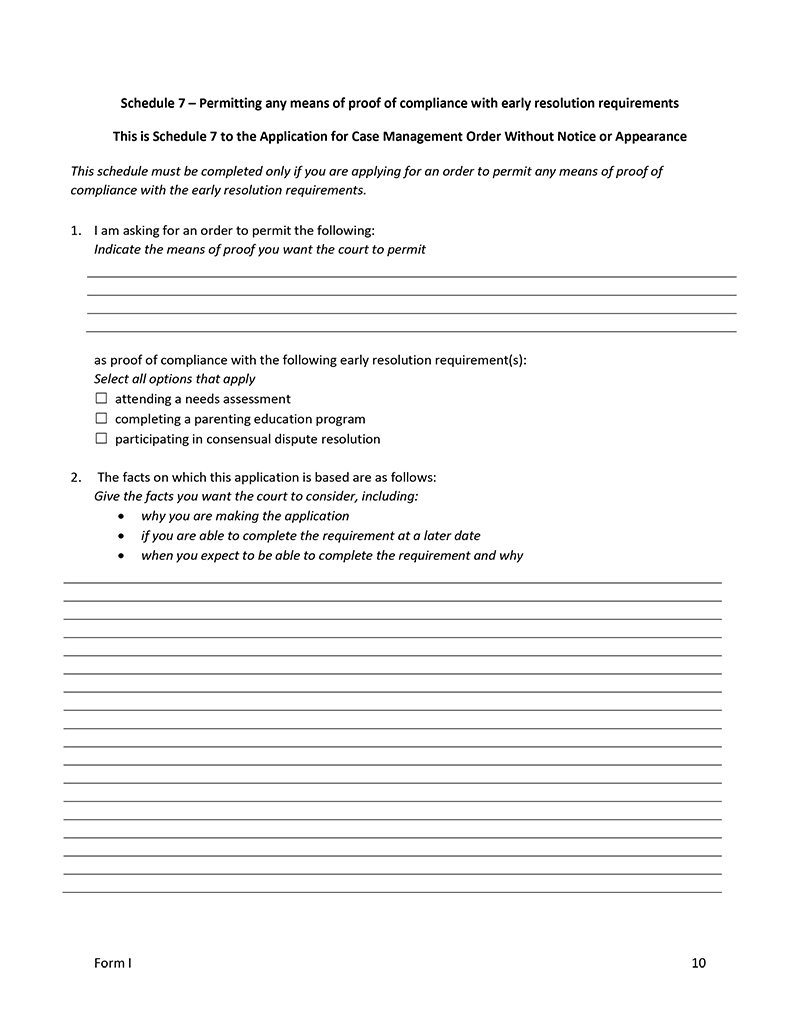 Schedule 7 – Permitting any means of proof of compliance with early resolution requirements
This is Schedule 7 to the Application for Case Management Order Without Notice or Appearance
This schedule must be completed only if you are applying for an order to permit any means of proof of
compliance with the early resolution requirements.
1. I am asking for an order to permit the following:
Indicate the means of proof you want the court to permit
as proof of compliance with the following early resolution requirement(s):
Select all options that apply
☐ attending a needs assessment
☐ completing a parenting education program
☐ participating in consensual dispute resolution
2. The facts on which this application is based are as follows:
Give the facts you want the court to consider, including:
• why you are making the application
• if you are able to complete the requirement at a later date
• when you expect to be able to complete the requirement and why
Form I 10